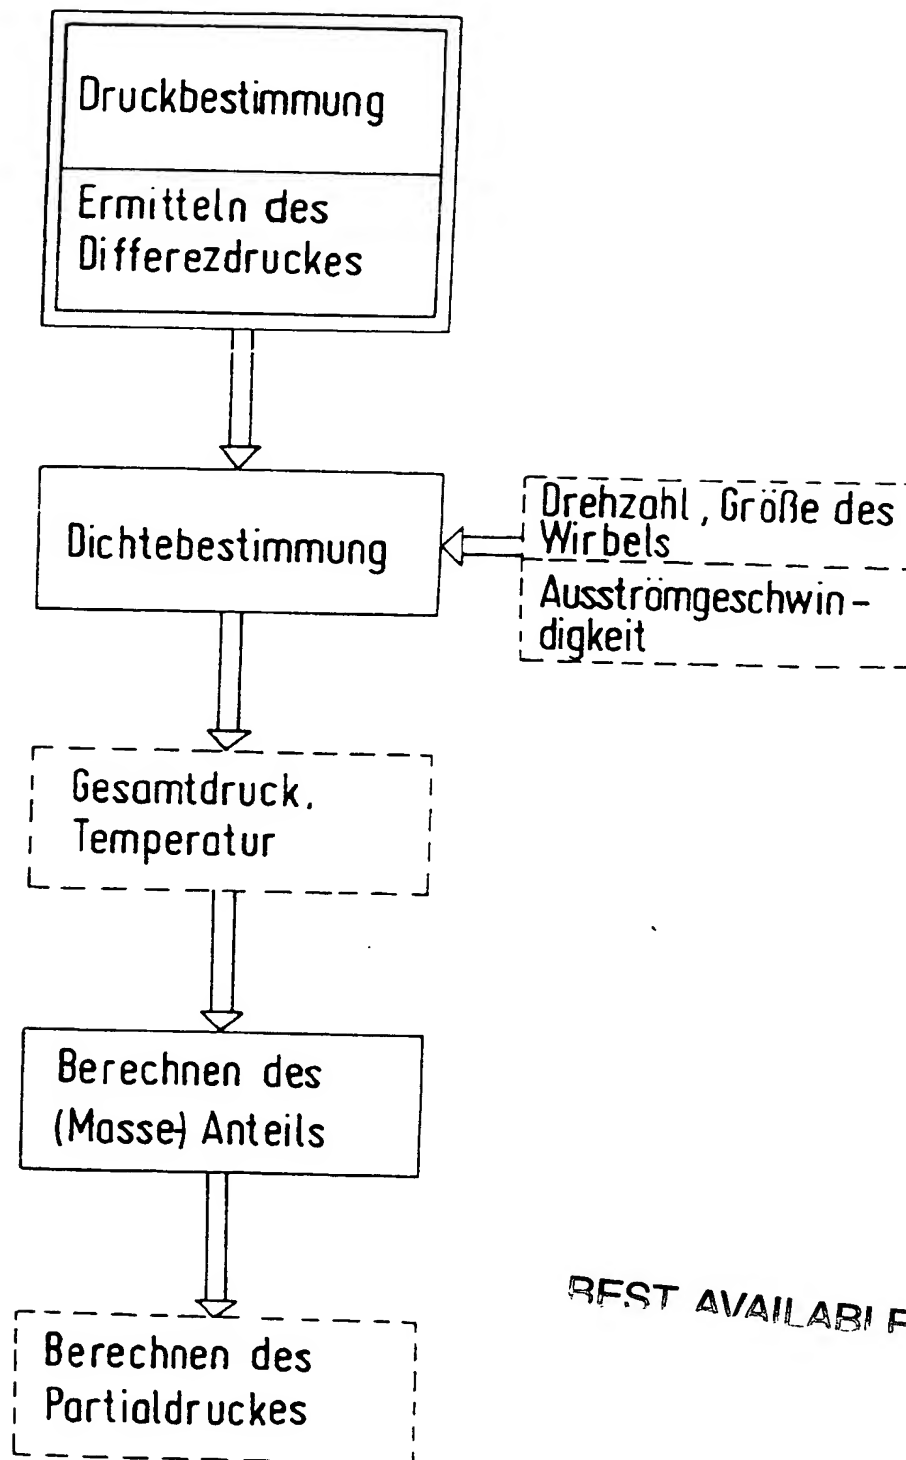 Druckbestimmung
Ermitteln des
Differezdruckes
Dichtebestimmung
Drehzahl, Größe des
Wirbels
Ausströmgeschwin-
digkeit
Gesamtdruck.
Temperatur
Berechnen des
(Masse-) Anteils
Berechnen des
Partialdruckes
BEST AVAILABLE